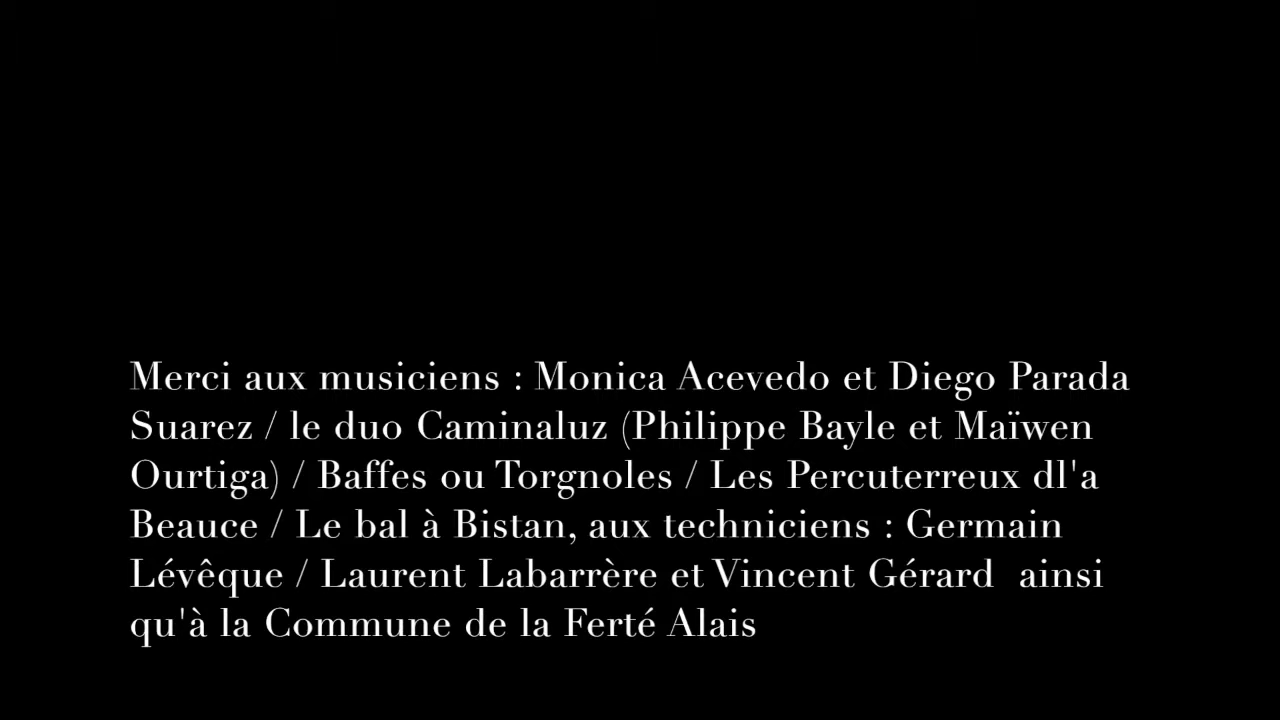 Merci aux musiciens : Monica Acevedo et Diego Parada
Suarez / le duo Caminaluz (Philippe Bayle et Maïwen
Ourtiga) / Baffes ou Torgnoles / Les Percuterreux dl'a
Beauce / Le bal à Bistan, aux techniciens : Germain
Lévêque / Laurent Labarrère et Vincent Gérard  ainsi
qu'à la Commune de la Ferté Alais